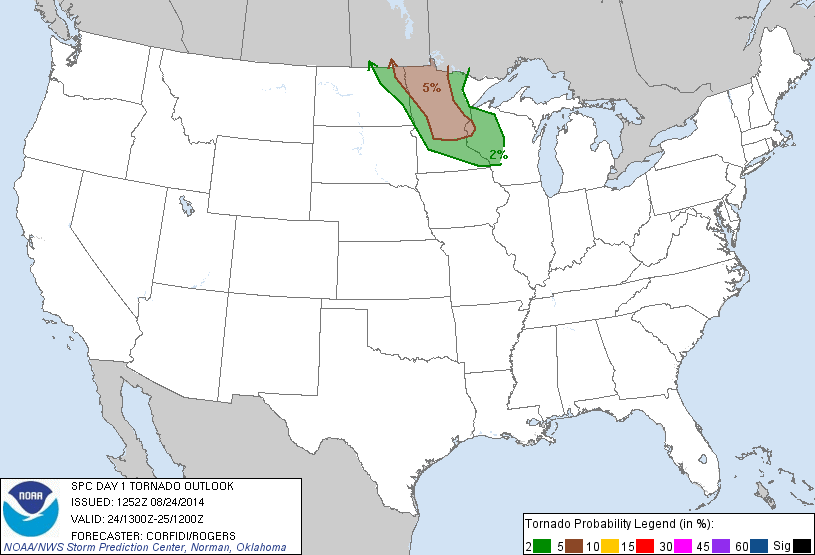 5%
2%
NOAA
SPC DAY 1 TORNADO OUTLOOK
ISSUED: 1252Z 08/24/2014
VALID: 24/1300Z-25/1200Z
FORECASTER: CORFIDI/ROGERS
NOAA/NWS Storm Prediction Center, Norman, Oklahoma
Tornado Probability Legend (in %):
2 5 10 15 30 45 60 Sig